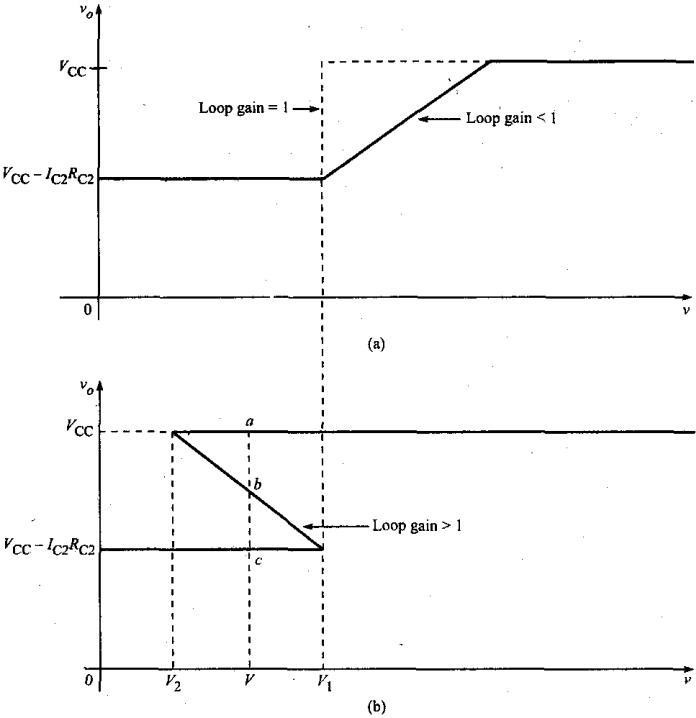 v_o
V_CC
Loop gain = 1
Loop gain < 1
V_CC – I_C2R_C2
0
v
(a)
v_o
V_CC
a
b
Loop gain > 1
V_CC – I_C2R_C2
c
0
V_2
V
V_1
v
(b)